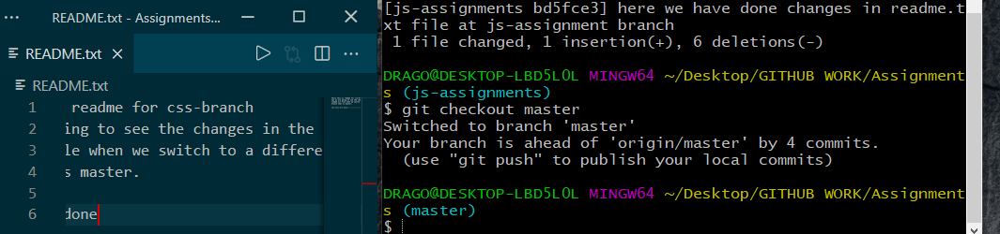 README.txt - Assignments...
README.txt
README.txt
1 readme for css-branch
2 ing to see the changes in the
3 le when we switch to a differe
4 s master.
5
6 done
[js-assignments bd5fce3] here we have done changes in readme.t
xt file at js-assignment branch
1 file changed, 1 insertion(+), 6 deletions(-)
DRAGO@DESKTOP-LBD5L0L MINGW64 ~/Desktop/GITHUB WORK/Assignment
s (js-assignments)
$ git checkout master
Switched to branch 'master'
Your branch is ahead of 'origin/master' by 4 commits.
(use "git push" to publish your local commits)
DRAGO@DESKTOP-LBD5L0L MINGW64 ~/Desktop/GITHUB WORK/Assignment
s (master)
$